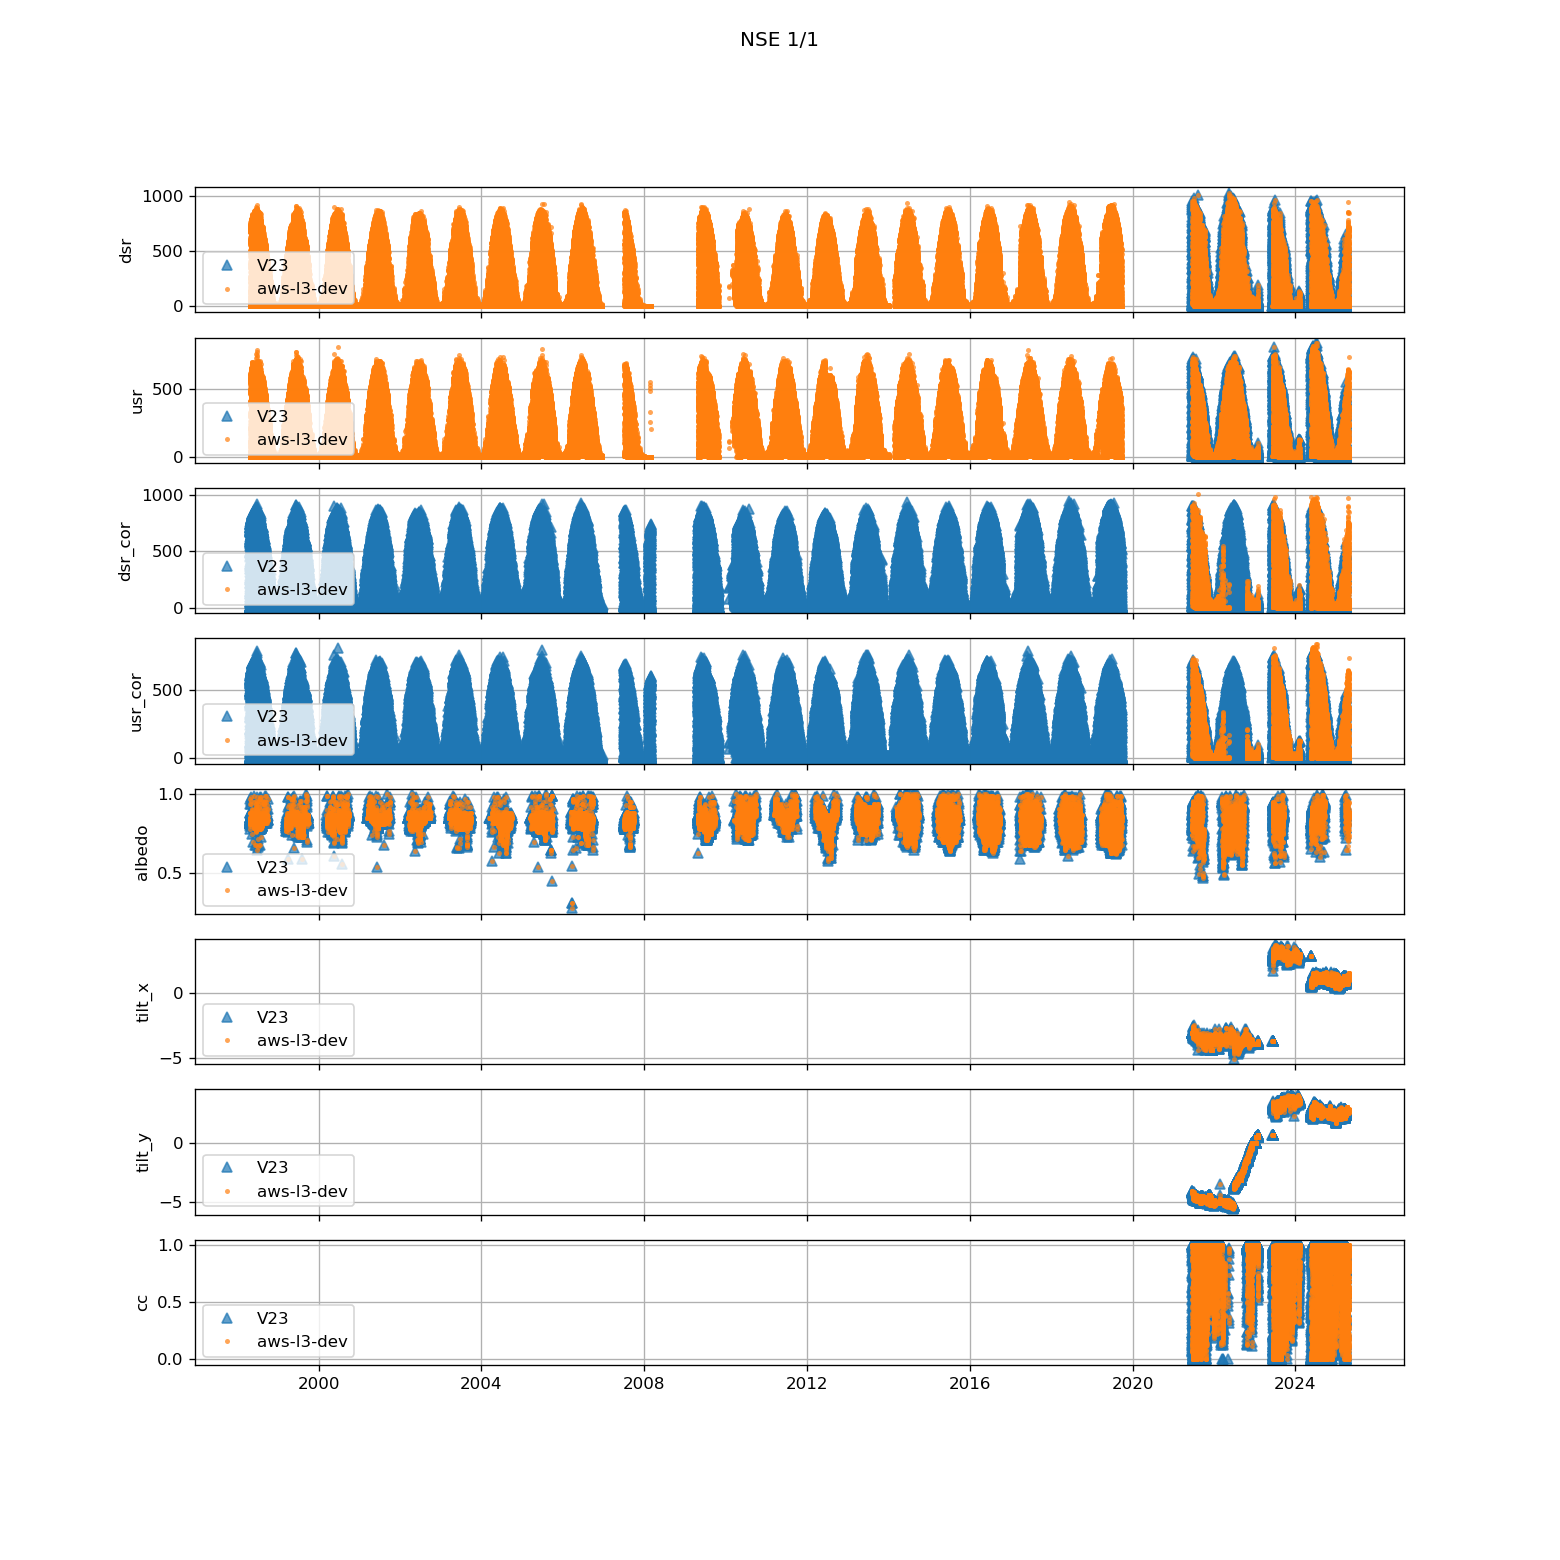 NSE 1/1
1000
500
0
dsr
V23
aws-l3-dev
500
0
usr
V23
aws-l3-dev
1000
500
0
dsr_cor
V23
aws-l3-dev
500
0
usr_cor
V23
aws-l3-dev
1.0
0.5
albedo
V23
aws-l3-dev
0
−5
tilt_x
V23
aws-l3-dev
0
−5
tilt_y
V23
aws-l3-dev
1.0
0.5
0.0
cc
V23
aws-l3-dev
2000 2004 2008 2012 2016 2020 2024